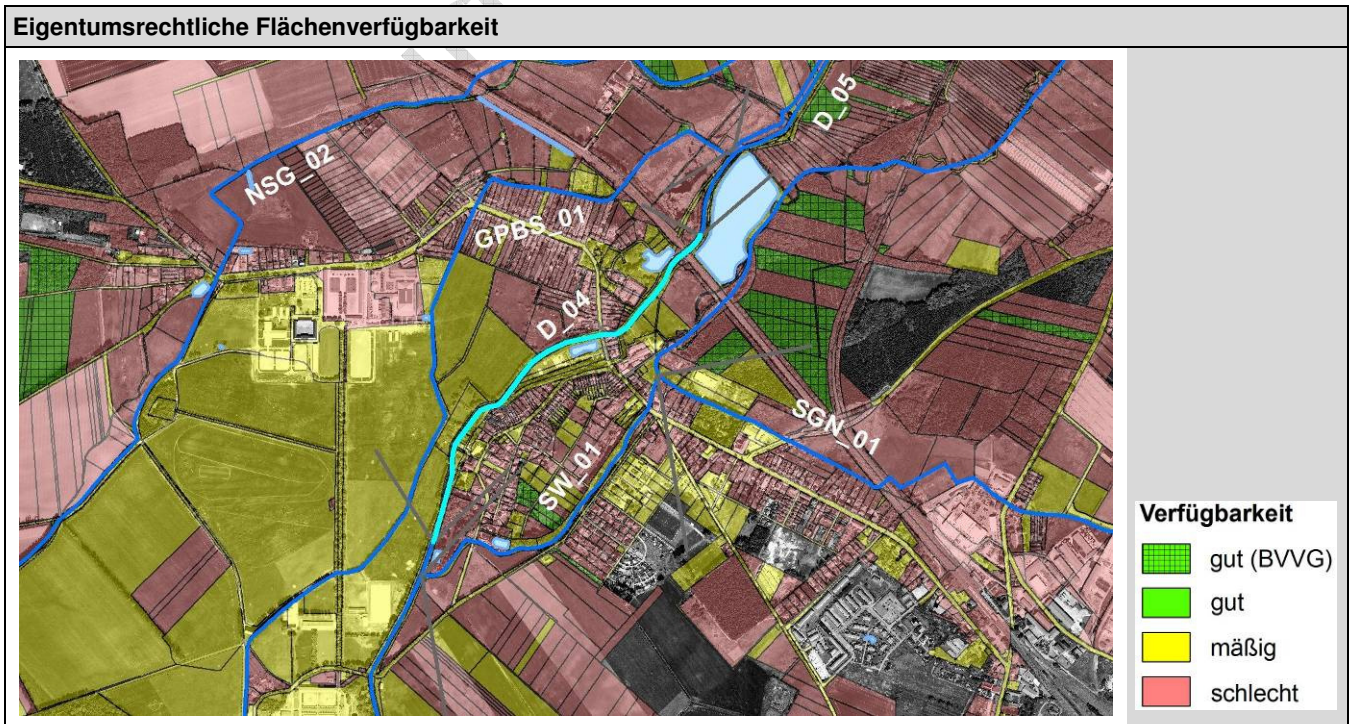 Eigentumsrechtliche Flächenverfügbarkeit
D_05
NSG_02
GPBS_01
D_04
SGN_01
SW_01
Verfügbarkeit
gut (BVVG)
gut
mäßig
schlecht